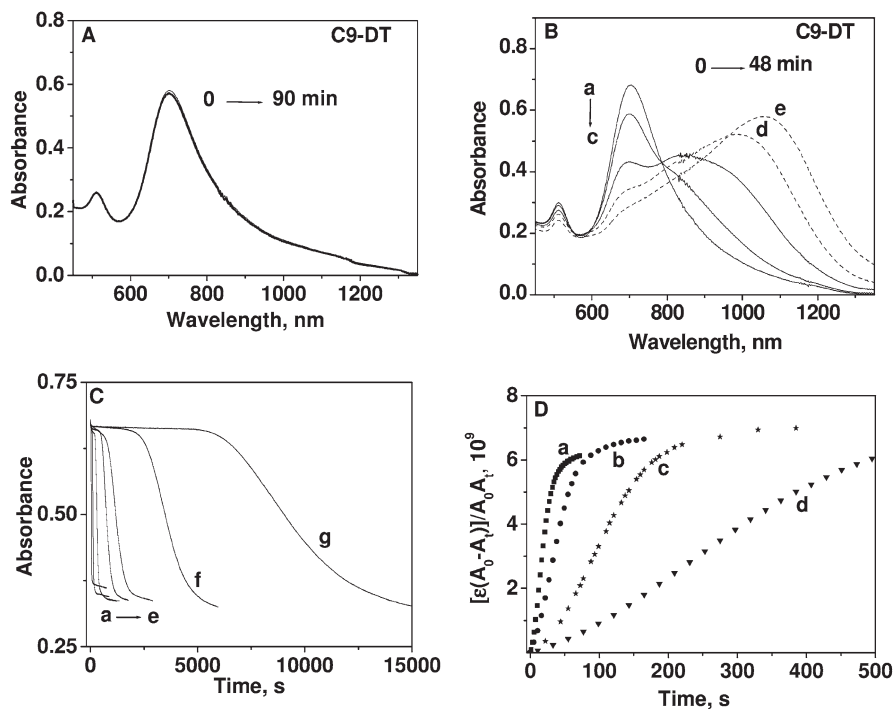 A C9-DT
0 → 90 min
0.8
0.6
0.4
0.2
0.0
Absorbance
600 800 1000 1200
Wavelength, nm
B C9-DT
0 → 48 min
a
c
e
d
0.8
0.6
0.4
0.2
0.0
Absorbance
600 800 1000 1200
Wavelength, nm
C
0.75
0.50
0.25
Absorbance
g
f
a → e
0 5000 10000 15000
Time, s
D
8
6
4
2
[ε(A0-At)]/A0At, 10^9
a
b
c
d
0 100 200 300 400 500
Time, s